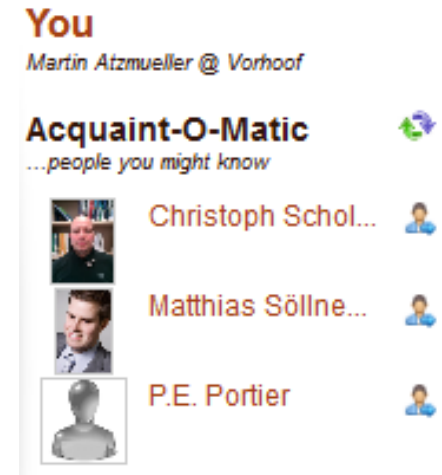 You
Martin Atzmueller @ Vorhoof
Acquaint-O-Matic
...people you might know
Christoph Schol...
Matthias Söllne...
P.E. Portier